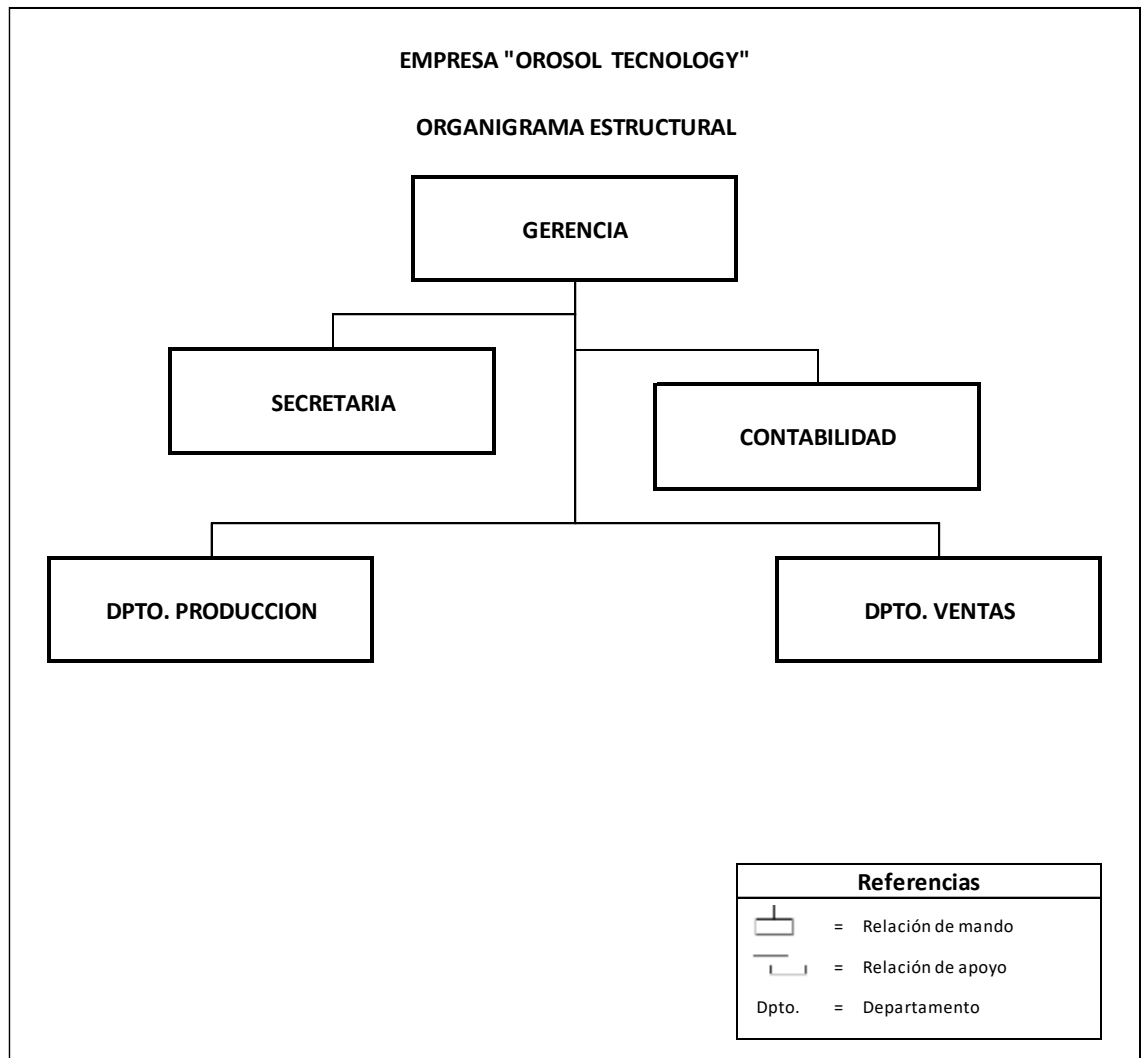 EMPRESA "OROSOL TECNOLOGY"
ORGANIGRAMA ESTRUCTURAL
GERENCIA
SECRETARIA
CONTABILIDAD
DPTO. PRODUCCION
DPTO. VENTAS
Referencias
= Relación de mando
= Relación de apoyo
Dpto. = Departamento